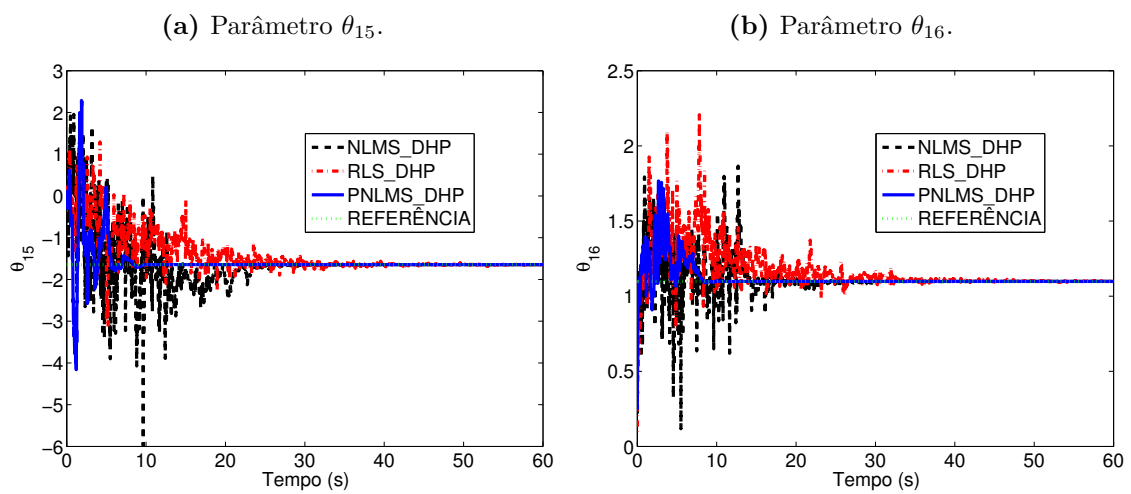 (a) Parâmetro θ15.
3
2
1
0
−1
−2
−3
−4
−5
−6
θ15
0
10
20
30
40
50
60
Tempo (s)
NLMS_DHP
RLS_DHP
PNLMS_DHP
REFERÊNCIA
(b) Parâmetro θ16.
2.5
2
1.5
1
0.5
0
θ16
0
10
20
30
40
50
60
Tempo (s)
NLMS_DHP
RLS_DHP
PNLMS_DHP
REFERÊNCIA